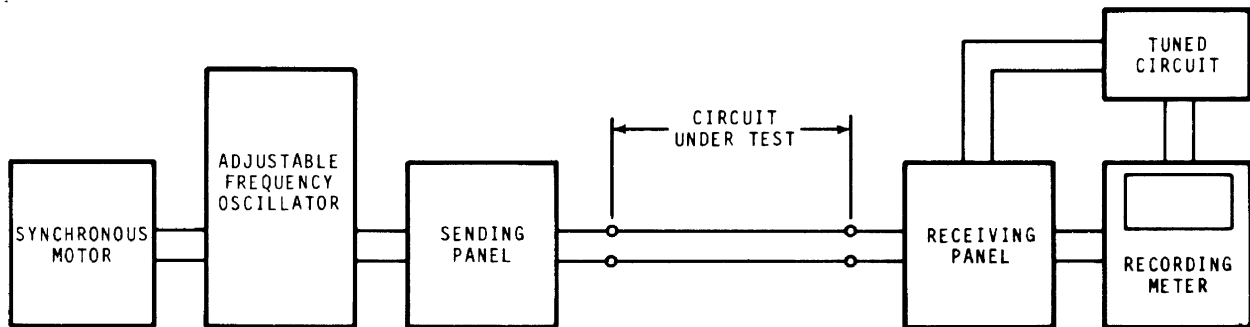 SYNCHRONOUS
MOTOR
ADJUSTABLE
FREQUENCY
OSCILLATOR
SENDING
PANEL
CIRCUIT
UNDER TEST
RECEIVING
PANEL
TUNED
CIRCUIT
RECORDING
METER